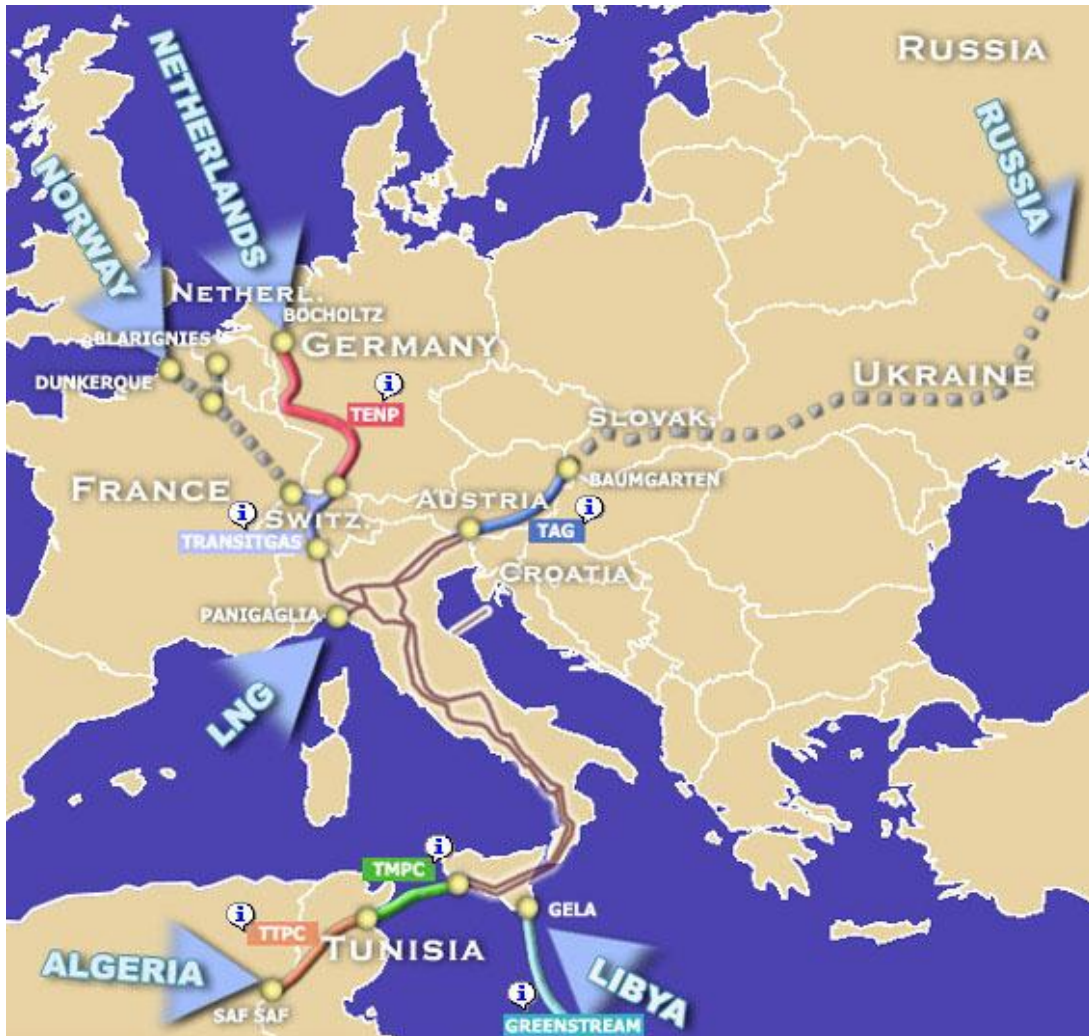 RUSSIA
NETHERLANDS
RUSSIA
NORWAY
NETHERL.
BOCHOLTZ
BLARIGNIES
GERMANY
DUNKERQUE
UKRAINE
i
TENP
SLOVAK.
BAUMGARTEN
FRANCE
AUSTRIA
i
SWITZ.
i
TRANSITGAS
TAG
CROATIA
PANIGAGLIA
LNG
i
TMPC
GELA
i
TTPC
TUNISIA
ALGERIA
LIBYA
i
SAF SAF
GREENSTREAM